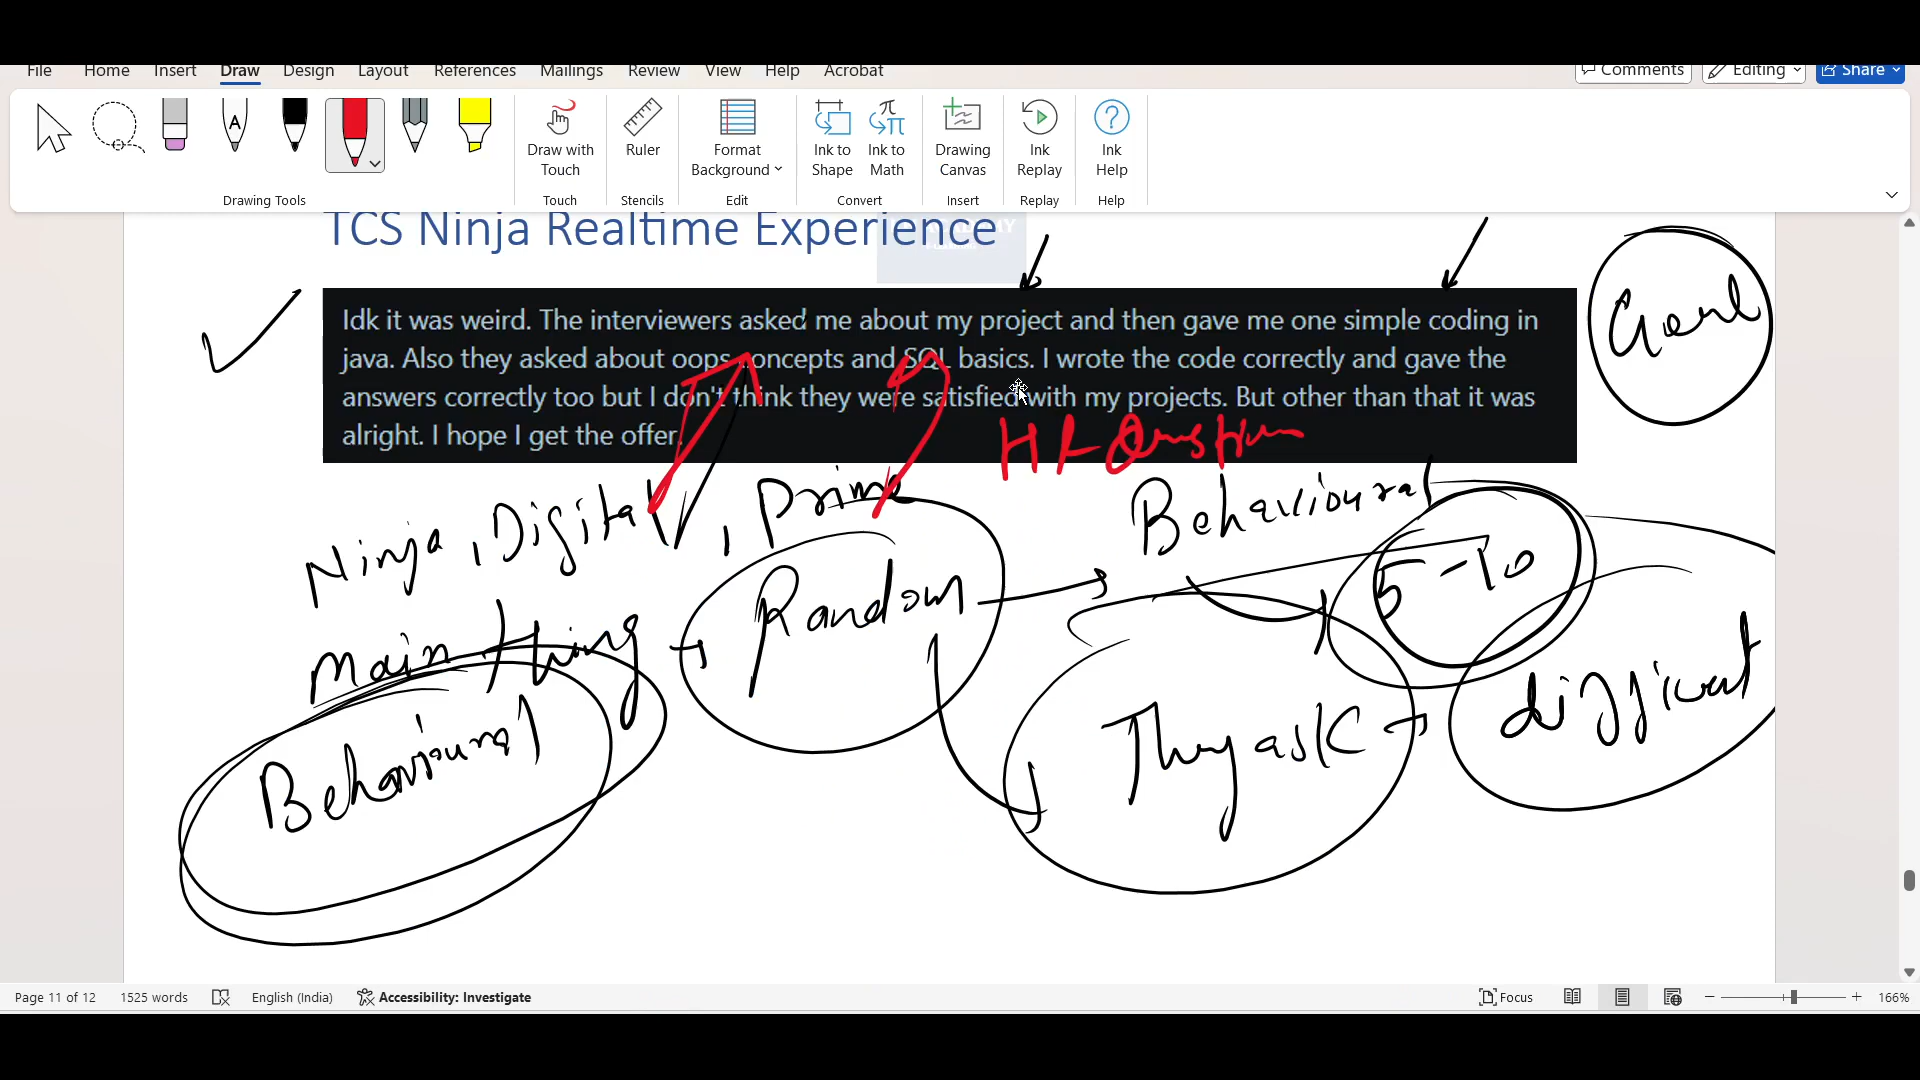 File Home Insert Draw Design Layout References Mailings Review View Help Acrobat Comments Editing Share
A
Draw with Touch Ruler Format Background Ink to Shape Ink to Math Drawing Canvas Ink Replay Ink Help
Drawing Tools Touch Stencils Edit Convert Insert Replay Help
TCS Ninja Realtime Experience
Idk it was weird. The interviewers asked me about my project and then gave me one simple coding in
java. Also they asked about oops concepts and SQL basics. I wrote the code correctly and gave the
answers correctly too but I don't think they were satisfied with my projects. But other than that it was
alright. I hope I get the offer.
HR Question
Ninja, Digital, Prime
Behavioural
5-10
main thing
Random
They ask
Behavioural
Page 11 of 12 1525 words English (India) Accessibility: Investigate Focus 166%